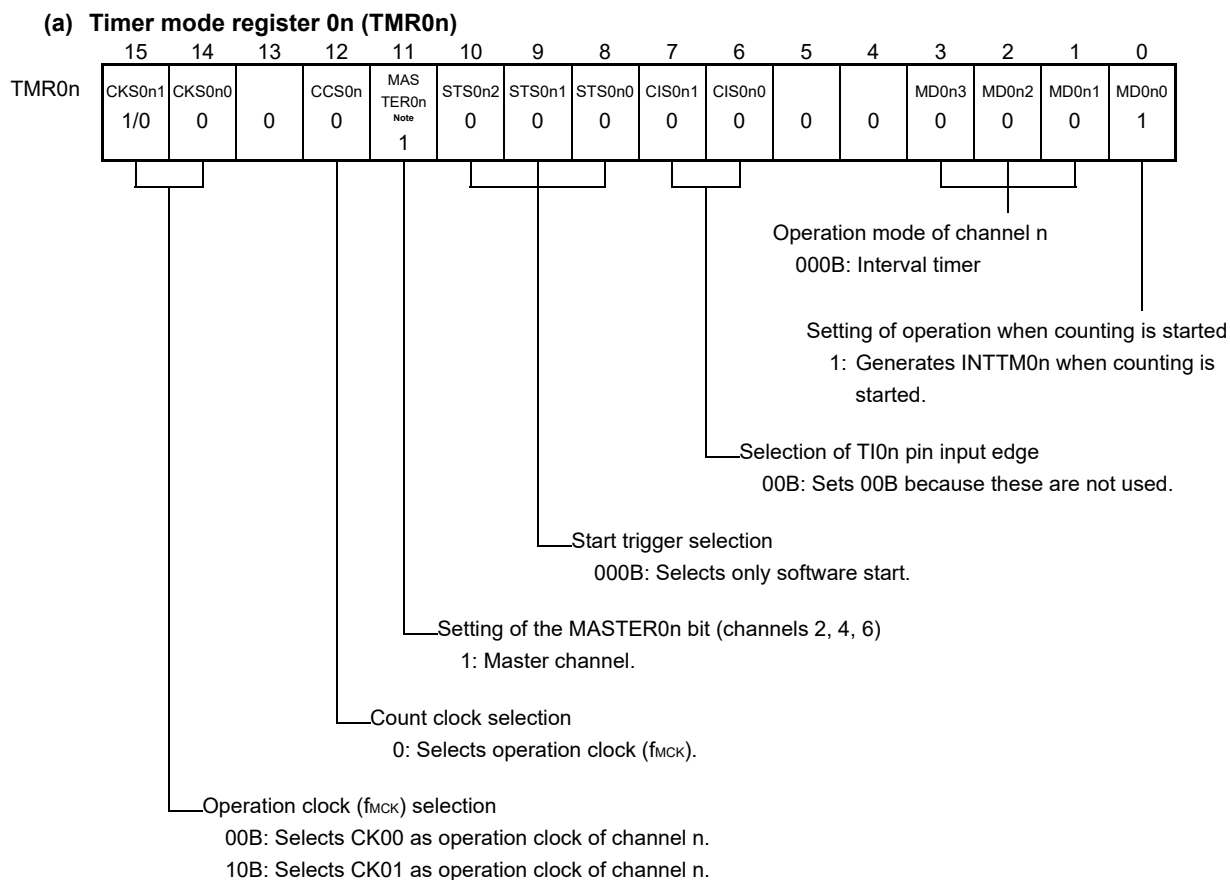 (a) Timer mode register 0n (TMR0n)
15 14 13 12 11 10 9 8 7 6 5 4 3 2 1 0
TMR0n CKS0n1 CKS0n0 CCS0n MAS TER0n Note STS0n2 STS0n1 STS0n0 CIS0n1 CIS0n0 MD0n3 MD0n2 MD0n1 MD0n0
1/0 0 0 0 1 0 0 0 0 0 0 0 0 0 0 1
Operation mode of channel n
000B: Interval timer
Setting of operation when counting is started
1: Generates INTTM0n when counting is
started.
Selection of TI0n pin input edge
00B: Sets 00B because these are not used.
Start trigger selection
000B: Selects only software start.
Setting of the MASTER0n bit (channels 2, 4, 6)
1: Master channel.
Count clock selection
0: Selects operation clock (fMCK).
Operation clock (fMCK) selection
00B: Selects CK00 as operation clock of channel n.
10B: Selects CK01 as operation clock of channel n.